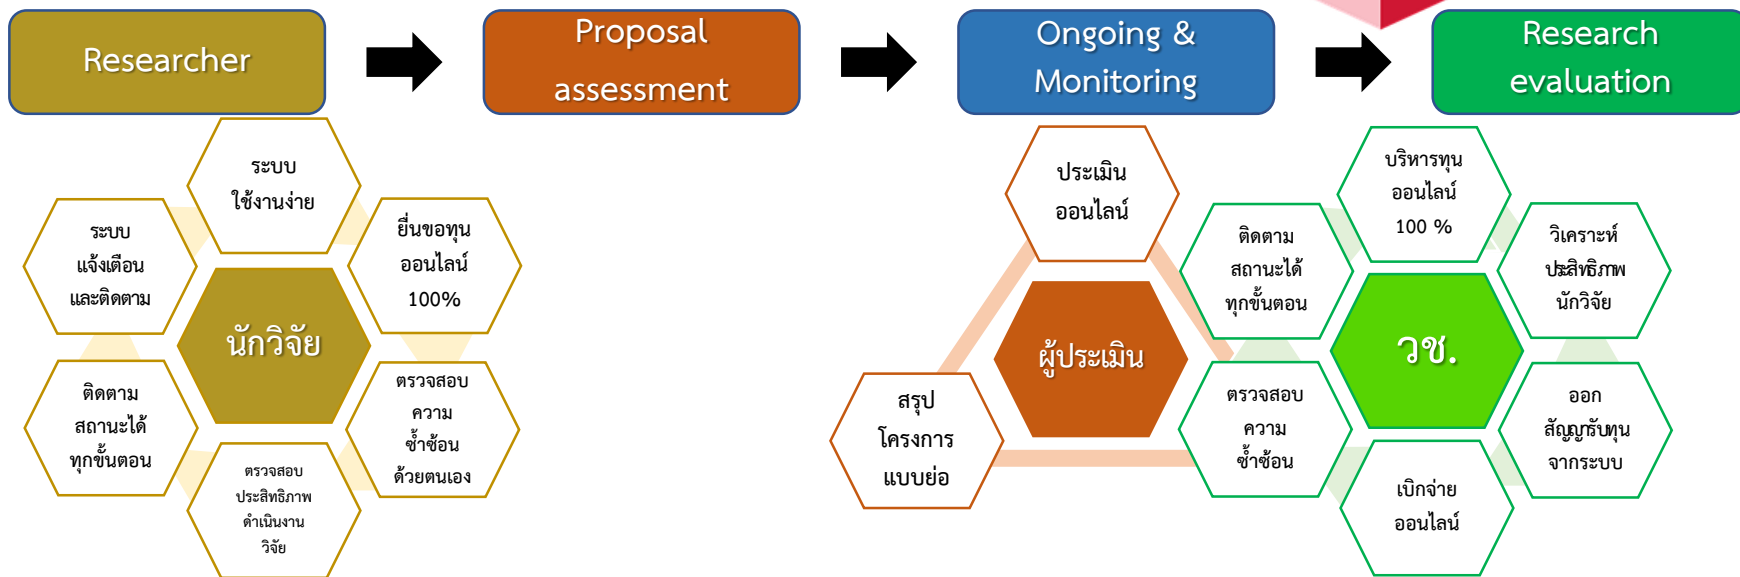 Researcher
Proposal
assessment
Ongoing &
Monitoring
Research
evaluation
ระบบ
ใช้งานง่าย
ยื่นขอทุน
ออนไลน์
100%
ตรวจสอบ
ความ
ซ้ำซ้อน
ด้วยตนเอง
ตรวจสอบ
ประสิทธิภาพ
ดำเนินงาน
วิจัย
ติดตาม
สถานะได้
ทุกขั้นตอน
ระบบ
แจ้งเตือน
และติดตาม
นักวิจัย
ประเมิน
ออนไลน์
สรุป
โครงการ
แบบย่อ
ผู้ประเมิน
บริหารทุน
ออนไลน์
100 %
วิเคราะห์
ประสิทธิภาพ
นักวิจัย
ออก
สัญญารับทุน
จากระบบ
เบิกจ่าย
ออนไลน์
ตรวจสอบ
ความ
ซ้ำซ้อน
ติดตาม
สถานะได้
ทุกขั้นตอน
วช.